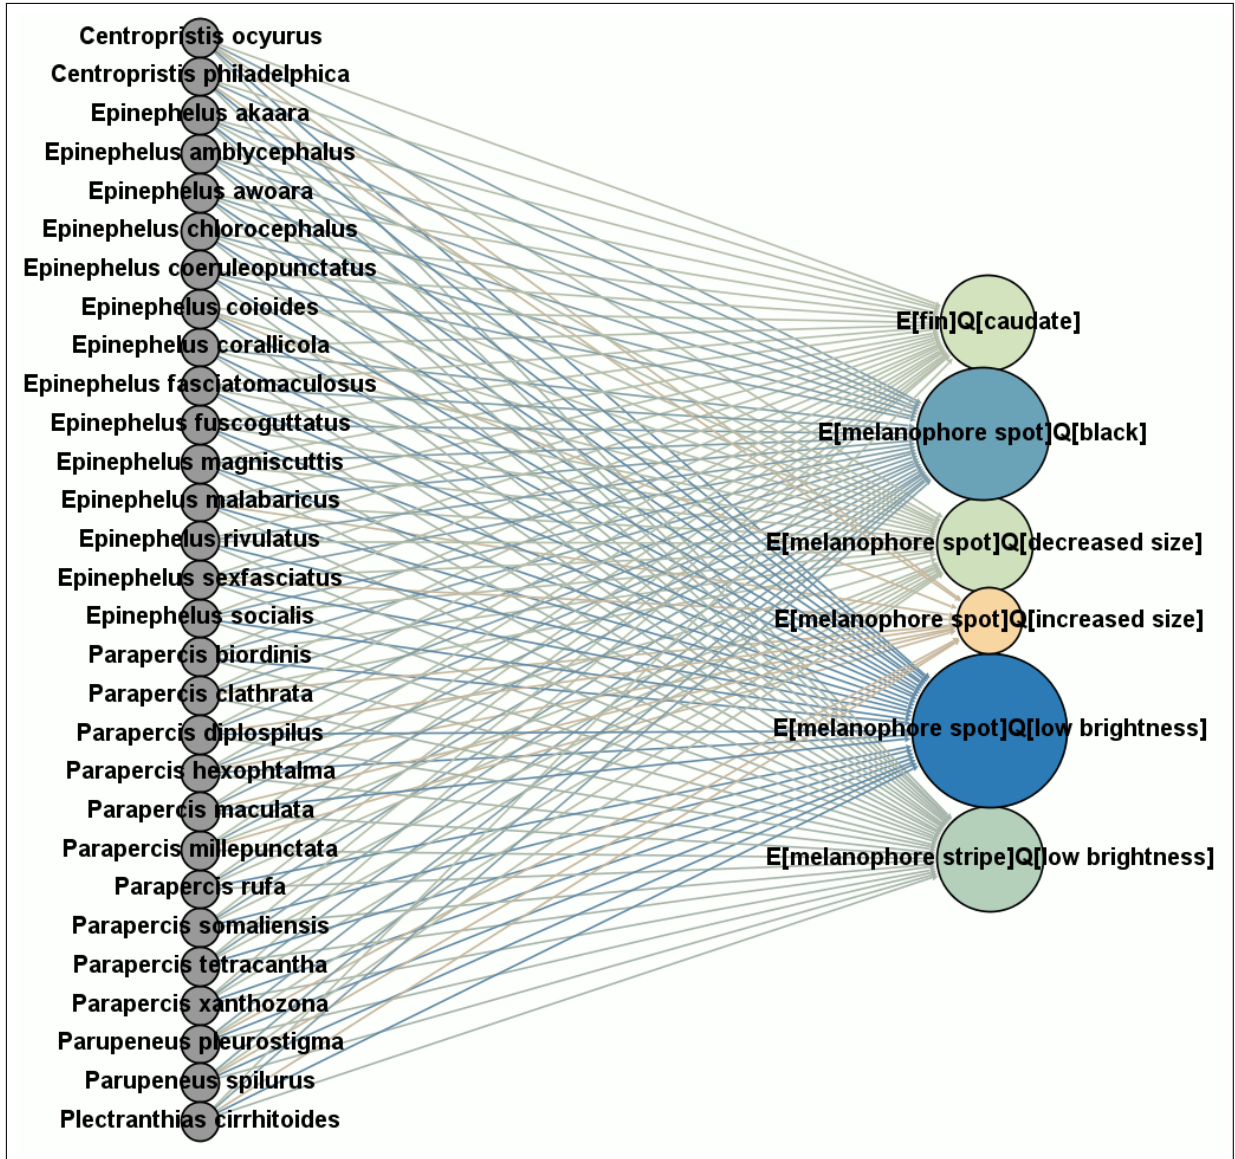 Centropristis ocyurus
Centropristis philadelphica
Epinephelus akaara
Epinephelus amblycephalus
Epinephelus awoara
Epinephelus chlorocephalus
Epinephelus coeruleopunctatus
Epinephelus coioides
Epinephelus corallicola
Epinephelus fasciatomaculosus
Epinephelus fuscoguttatus
Epinephelus magniscuttis
Epinephelus malabaricus
Epinephelus rivulatus
Epinephelus sexfasciatus
Epinephelus socialis
Parapercis biordinis
Parapercis clathrata
Parapercis diplospilus
Parapercis hexophtalma
Parapercis maculata
Parapercis millepunctata
Parapercis rufa
Parapercis somaliensis
Parapercis tetracantha
Parapercis xanthozona
Parupeneus pleurostigma
Parupeneus spilurus
Plectranthias cirrhitoides
E[fin]Q[caudate]
E[melanophore spot]Q[black]
E[melanophore spot]Q[decreased size]
E[melanophore spot]Q[increased size]
E[melanophore spot]Q[low brightness]
E[melanophore stripe]Q[low brightness]